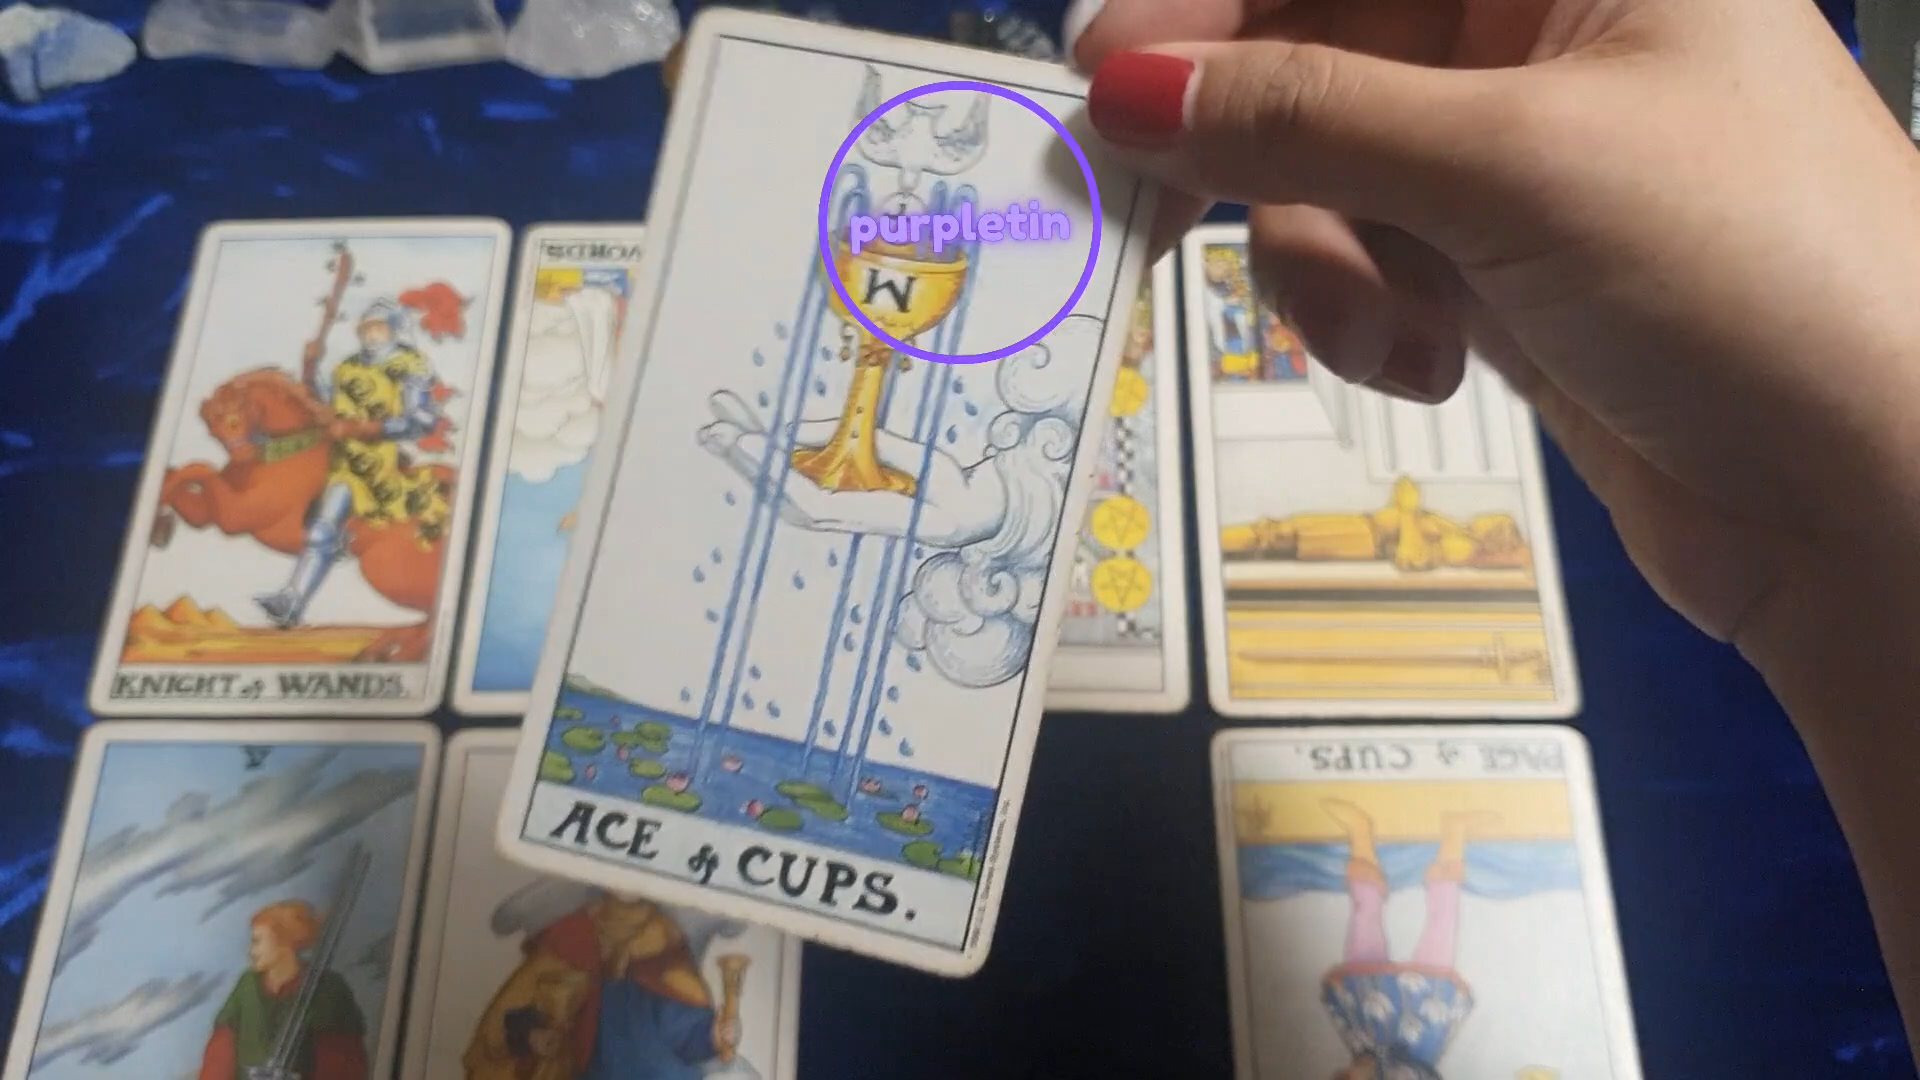 purpletin
W
ACE of CUPS.
KNIGHT of WANDS.
PAGE of CUPS.
V